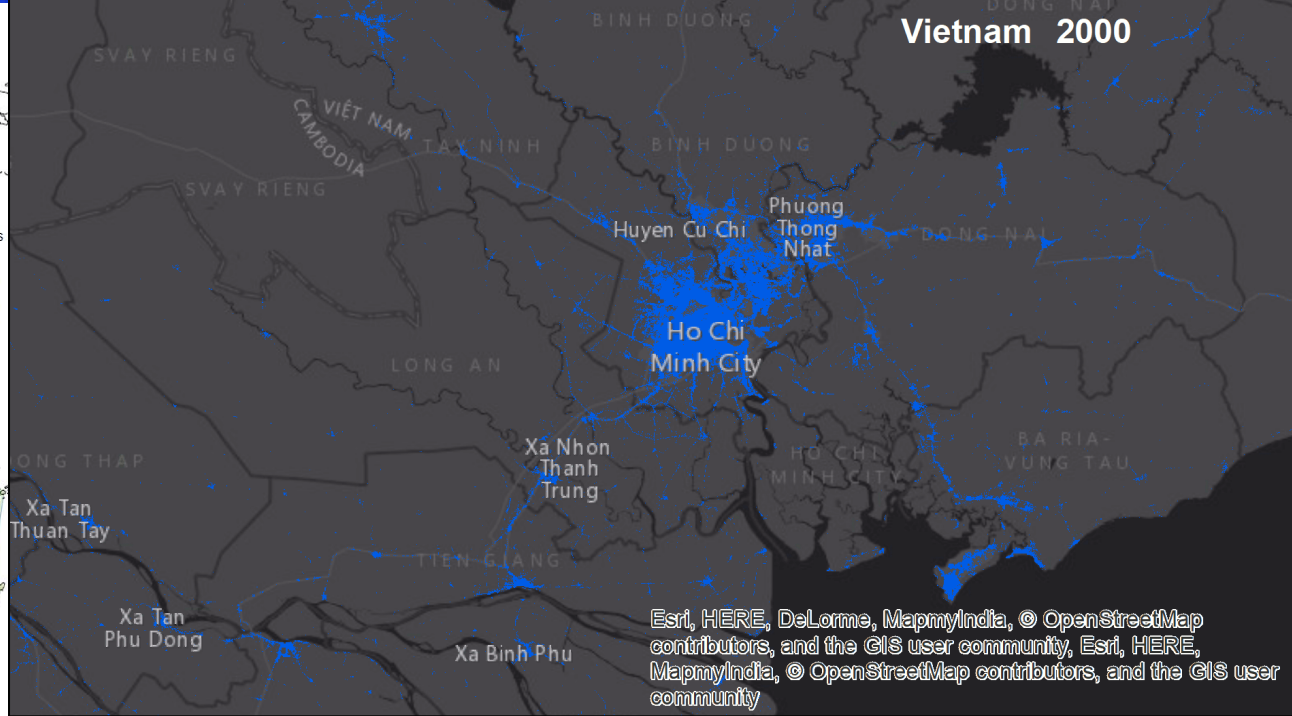 DONG NAI
BINH DUONG
Vietnam 2000
SVAY RIENG
VIÊT NAM
CAMBODIA
TAY NINH
BINH DUONG
SVAY RIENG
Phuong
Thong
Nhat
Huyen Cu Chi
DONG NAI
Ho Chi
Minh City
LONG AN
Xa Nhon
Thanh
Trung
HO CHI
MINH CITY
BA RIA-
VUNG TAU
ONG THAP
Xa Tan
Thuan Tay
TIEN GIANG
Xa Tan
Phu Dong
Xa Binh Phu
Esri, HERE, DeLorme, MapmyIndia, © OpenStreetMap
contributors, and the GIS user community, Esri, HERE,
MapmyIndia, © OpenStreetMap contributors, and the GIS user
community